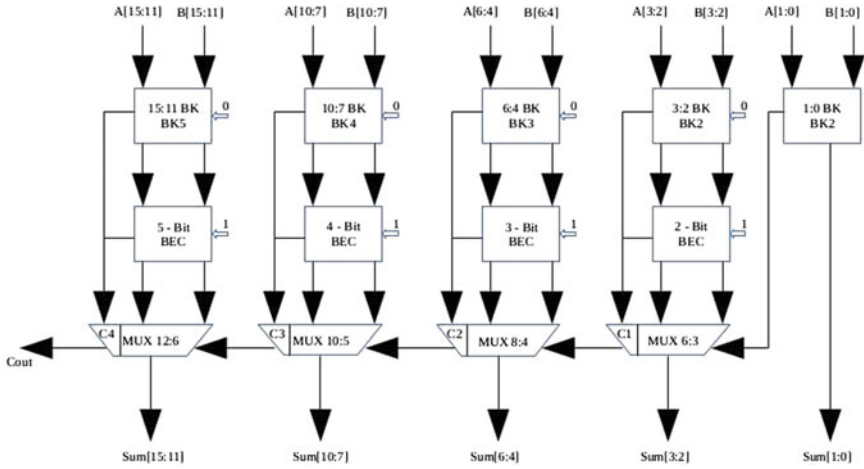 A[15:11] B[15:11] A[10:7] B[10:7] A[6:4] B[6:4] A[3:2] B[3:2] A[1:0] B[1:0]
15:11 BK
BK5
0
10:7 BK
BK4
0
6:4 BK
BK3
0
3:2 BK
BK2
0
1:0 BK
BK2
5 - Bit
BEC
1
4 - Bit
BEC
1
3 - Bit
BEC
1
2 - Bit
BEC
1
C4 MUX 12:6
C3 MUX 10:5
C2 MUX 8:4
C1 MUX 6:3
Cout
Sum[15:11] Sum[10:7] Sum[6:4] Sum[3:2] Sum[1:0]